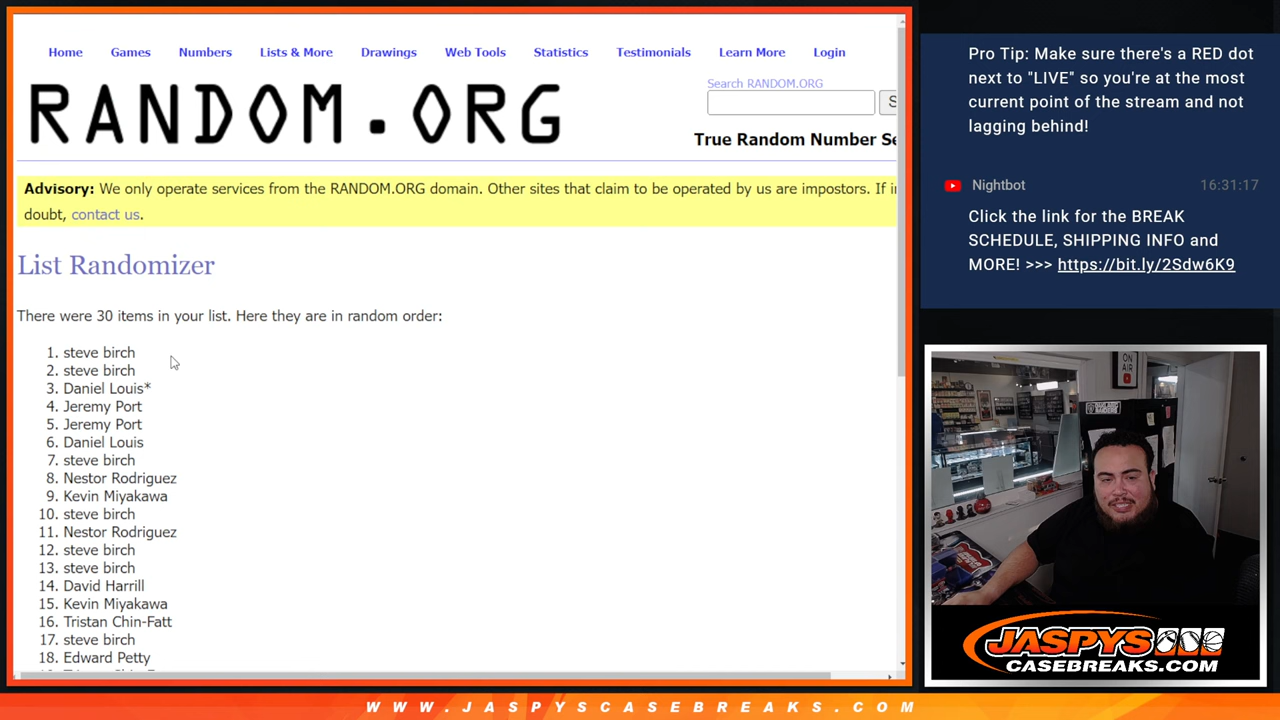 Home Games Numbers Lists & More Drawings Web Tools Statistics Testimonials Learn More Login
RANDOM.ORG
Search RANDOM.ORG
S
True Random Number Se
Advisory: We only operate services from the RANDOM.ORG domain. Other sites that claim to be operated by us are impostors. If in
doubt, contact us.
List Randomizer
There were 30 items in your list. Here they are in random order:
1. steve birch
2. steve birch
3. Daniel Louis*
4. Jeremy Port
5. Jeremy Port
6. Daniel Louis
7. steve birch
8. Nestor Rodriguez
9. Kevin Miyakawa
10. steve birch
11. Nestor Rodriguez
12. steve birch
13. steve birch
14. David Harrill
15. Kevin Miyakawa
16. Tristan Chin-Fatt
17. steve birch
18. Edward Petty
Pro Tip: Make sure there's a RED dot
next to "LIVE" so you're at the most
current point of the stream and not
lagging behind!
Nightbot 16:31:17
Click the link for the BREAK
SCHEDULE, SHIPPING INFO and
MORE! >>> https://bit.ly/2Sdw6K9
ON
AIR
JASPYS
CASEBREAKS.COM
WWW.JASPYSCASEBREAKS.COM